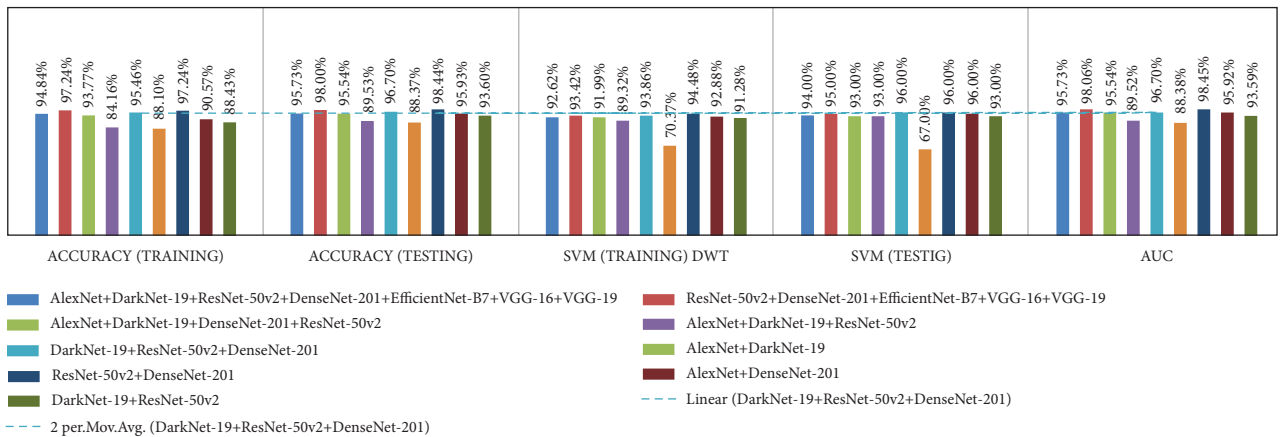 94.84%
97.24%
93.77%
84.16%
95.46%
88.10%
97.24%
90.57%
88.43%
95.73%
98.00%
95.54%
89.53%
96.70%
88.37%
98.44%
95.93%
93.60%
92.62%
93.42%
91.99%
89.32%
93.86%
70.37%
94.48%
92.88%
91.28%
94.00%
95.00%
93.00%
93.00%
96.00%
67.00%
96.00%
96.00%
93.00%
95.73%
98.06%
95.54%
89.52%
96.70%
88.38%
98.45%
95.92%
93.59%
ACCURACY (TRAINING)
ACCURACY (TESTING)
SVM (TRAINING) DWT
SVM (TESTIG)
AUC
AlexNet+DarkNet-19+ResNet-50v2+DenseNet-201+EfficientNet-B7+VGG-16+VGG-19
ResNet-50v2+DenseNet-201+EfficientNet-B7+VGG-16+VGG-19
AlexNet+DarkNet-19+DenseNet-201+ResNet-50v2
AlexNet+DarkNet-19+ResNet-50v2
DarkNet-19+ResNet-50v2+DenseNet-201
AlexNet+DarkNet-19
ResNet-50v2+DenseNet-201
AlexNet+DenseNet-201
DarkNet-19+ResNet-50v2
Linear (DarkNet-19+ResNet-50v2+DenseNet-201)
2 per.Mov.Avg. (DarkNet-19+ResNet-50v2+DenseNet-201)